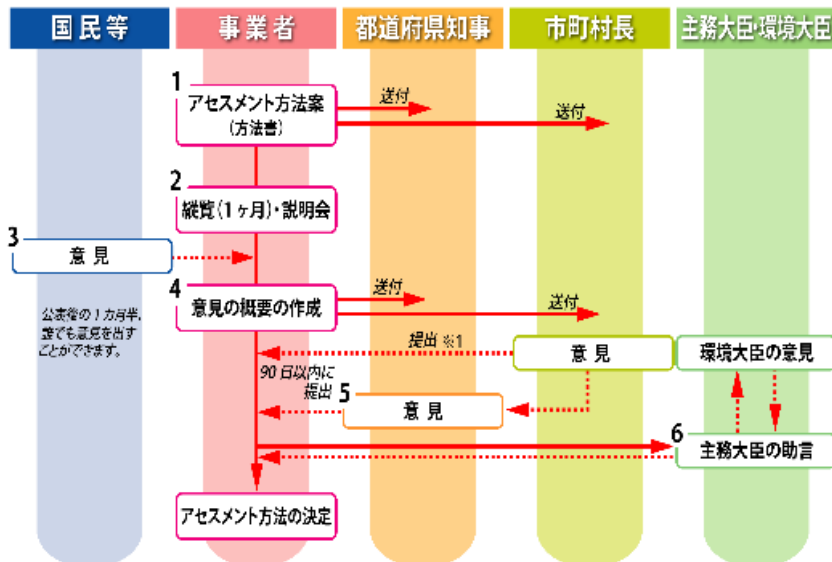 国民等
事業者
都道府県知事
市町村長
主務大臣・環境大臣
1
アセスメント方法案
(方法書)
送付
送付
2
縦覧(1ヶ月)・説明会
3
意 見
公表後の1カ月半、
誰でも意見を出す
ことができます。
4
意見の概要の作成
送付
送付
提出 ※1
意 見
環境大臣の意見
90日以内に
提出
5
意 見
6
主務大臣の助言
アセスメント方法の決定